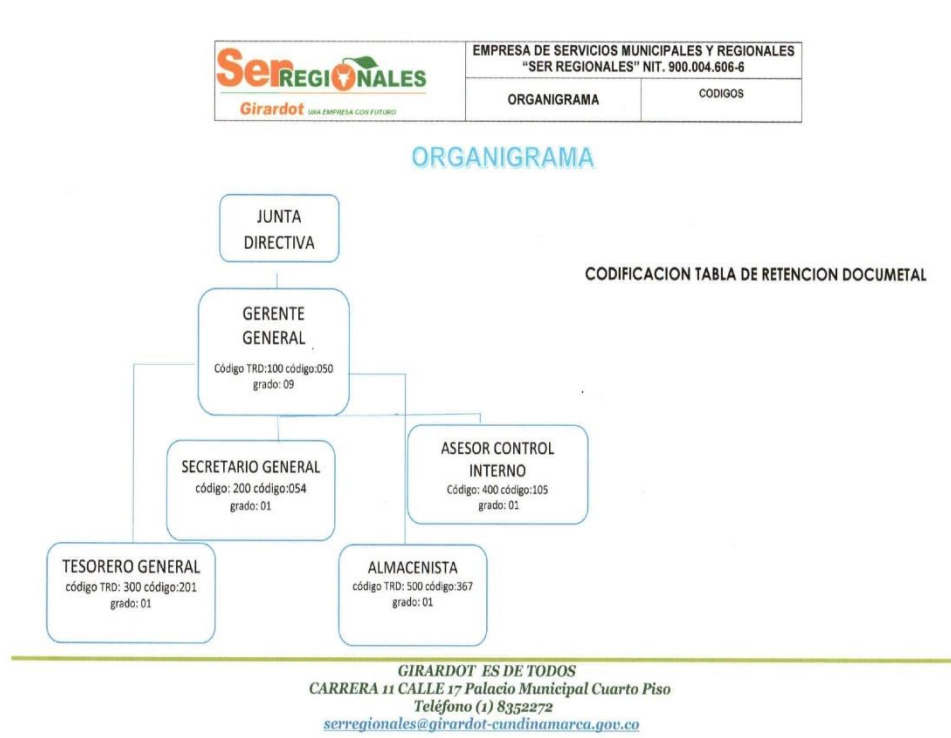 SerREGIONALES
Girardot UNA EMPRESA CON FUTURO
EMPRESA DE SERVICIOS MUNICIPALES Y REGIONALES
“SER REGIONALES” NIT. 900.004.606-6
ORGANIGRAMA
CODIGOS
ORGANIGRAMA
JUNTA
DIRECTIVA
CODIFICACION TABLA DE RETENCION DOCUMETAL
GERENTE
GENERAL
Código TRD:100 código:050
grado: 09
SECRETARIO GENERAL
código: 200 código:054
grado: 01
ASESOR CONTROL
INTERNO
Código: 400 código:105
grado: 01
TESORERO GENERAL
código TRD: 300 código:201
grado: 01
ALMACENISTA
código TRD: 500 código:367
grado: 01
GIRARDOT ES DE TODOS
CARRERA 11 CALLE 17 Palacio Municipal Cuarto Piso
Teléfono (1) 8352272
serregionales@girardot-cundinamarca.gov.co